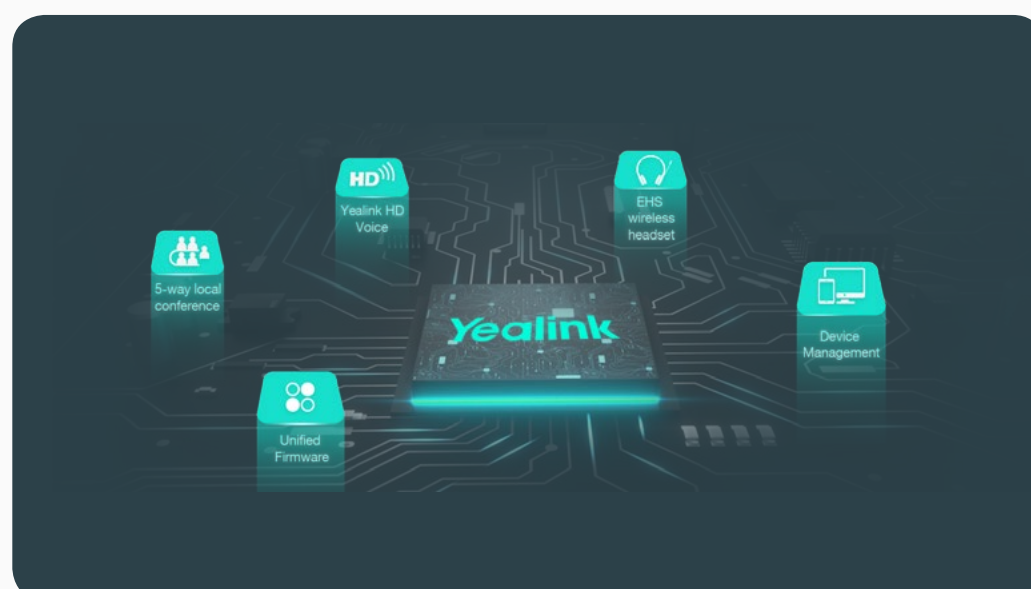 HD
Yealink HD
Voice
EHS
wireless
headset
5-way local
conference
Yealink
Device
Management
Unified
Firmware